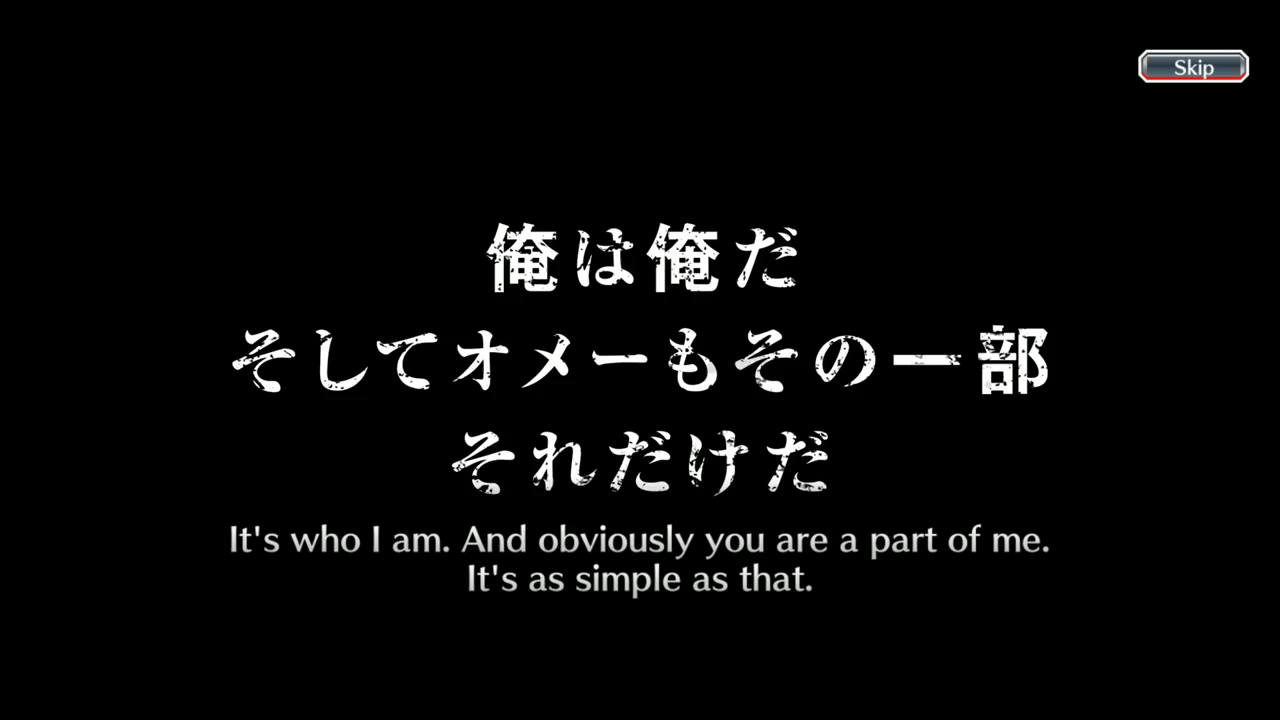 Skip
俺は俺だ
そしてオメーもその一部
それだけだ
It's who I am. And obviously you are a part of me.
It's as simple as that.